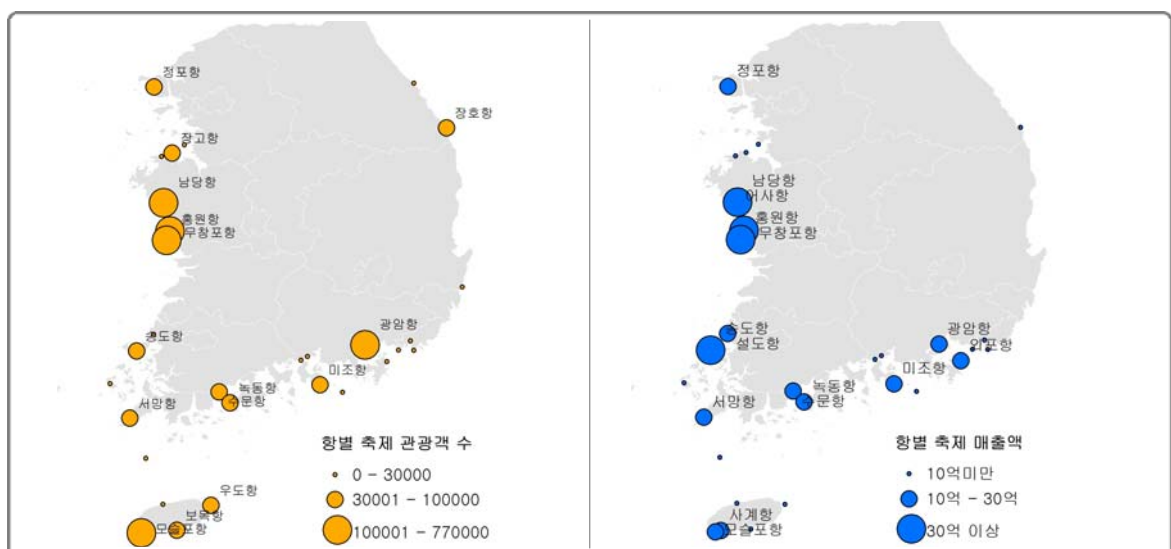 정포항
장호항
장고항
남당항
홍원항
무창포항
송도항
광암항
미조항
녹동항
수문항
서망항
우도항
보목항
모슬포항
항별 축제 관광객 수
0 - 30000
30001 - 100000
100001 - 770000
정포항
남당항
어사항
홍원항
무창포항
송도항
설도항
광암항
미조항
녹동항
수문항
서망항
사계항
모슬포항
항별 축제 매출액
10억미만
10억 - 30억
30억 이상